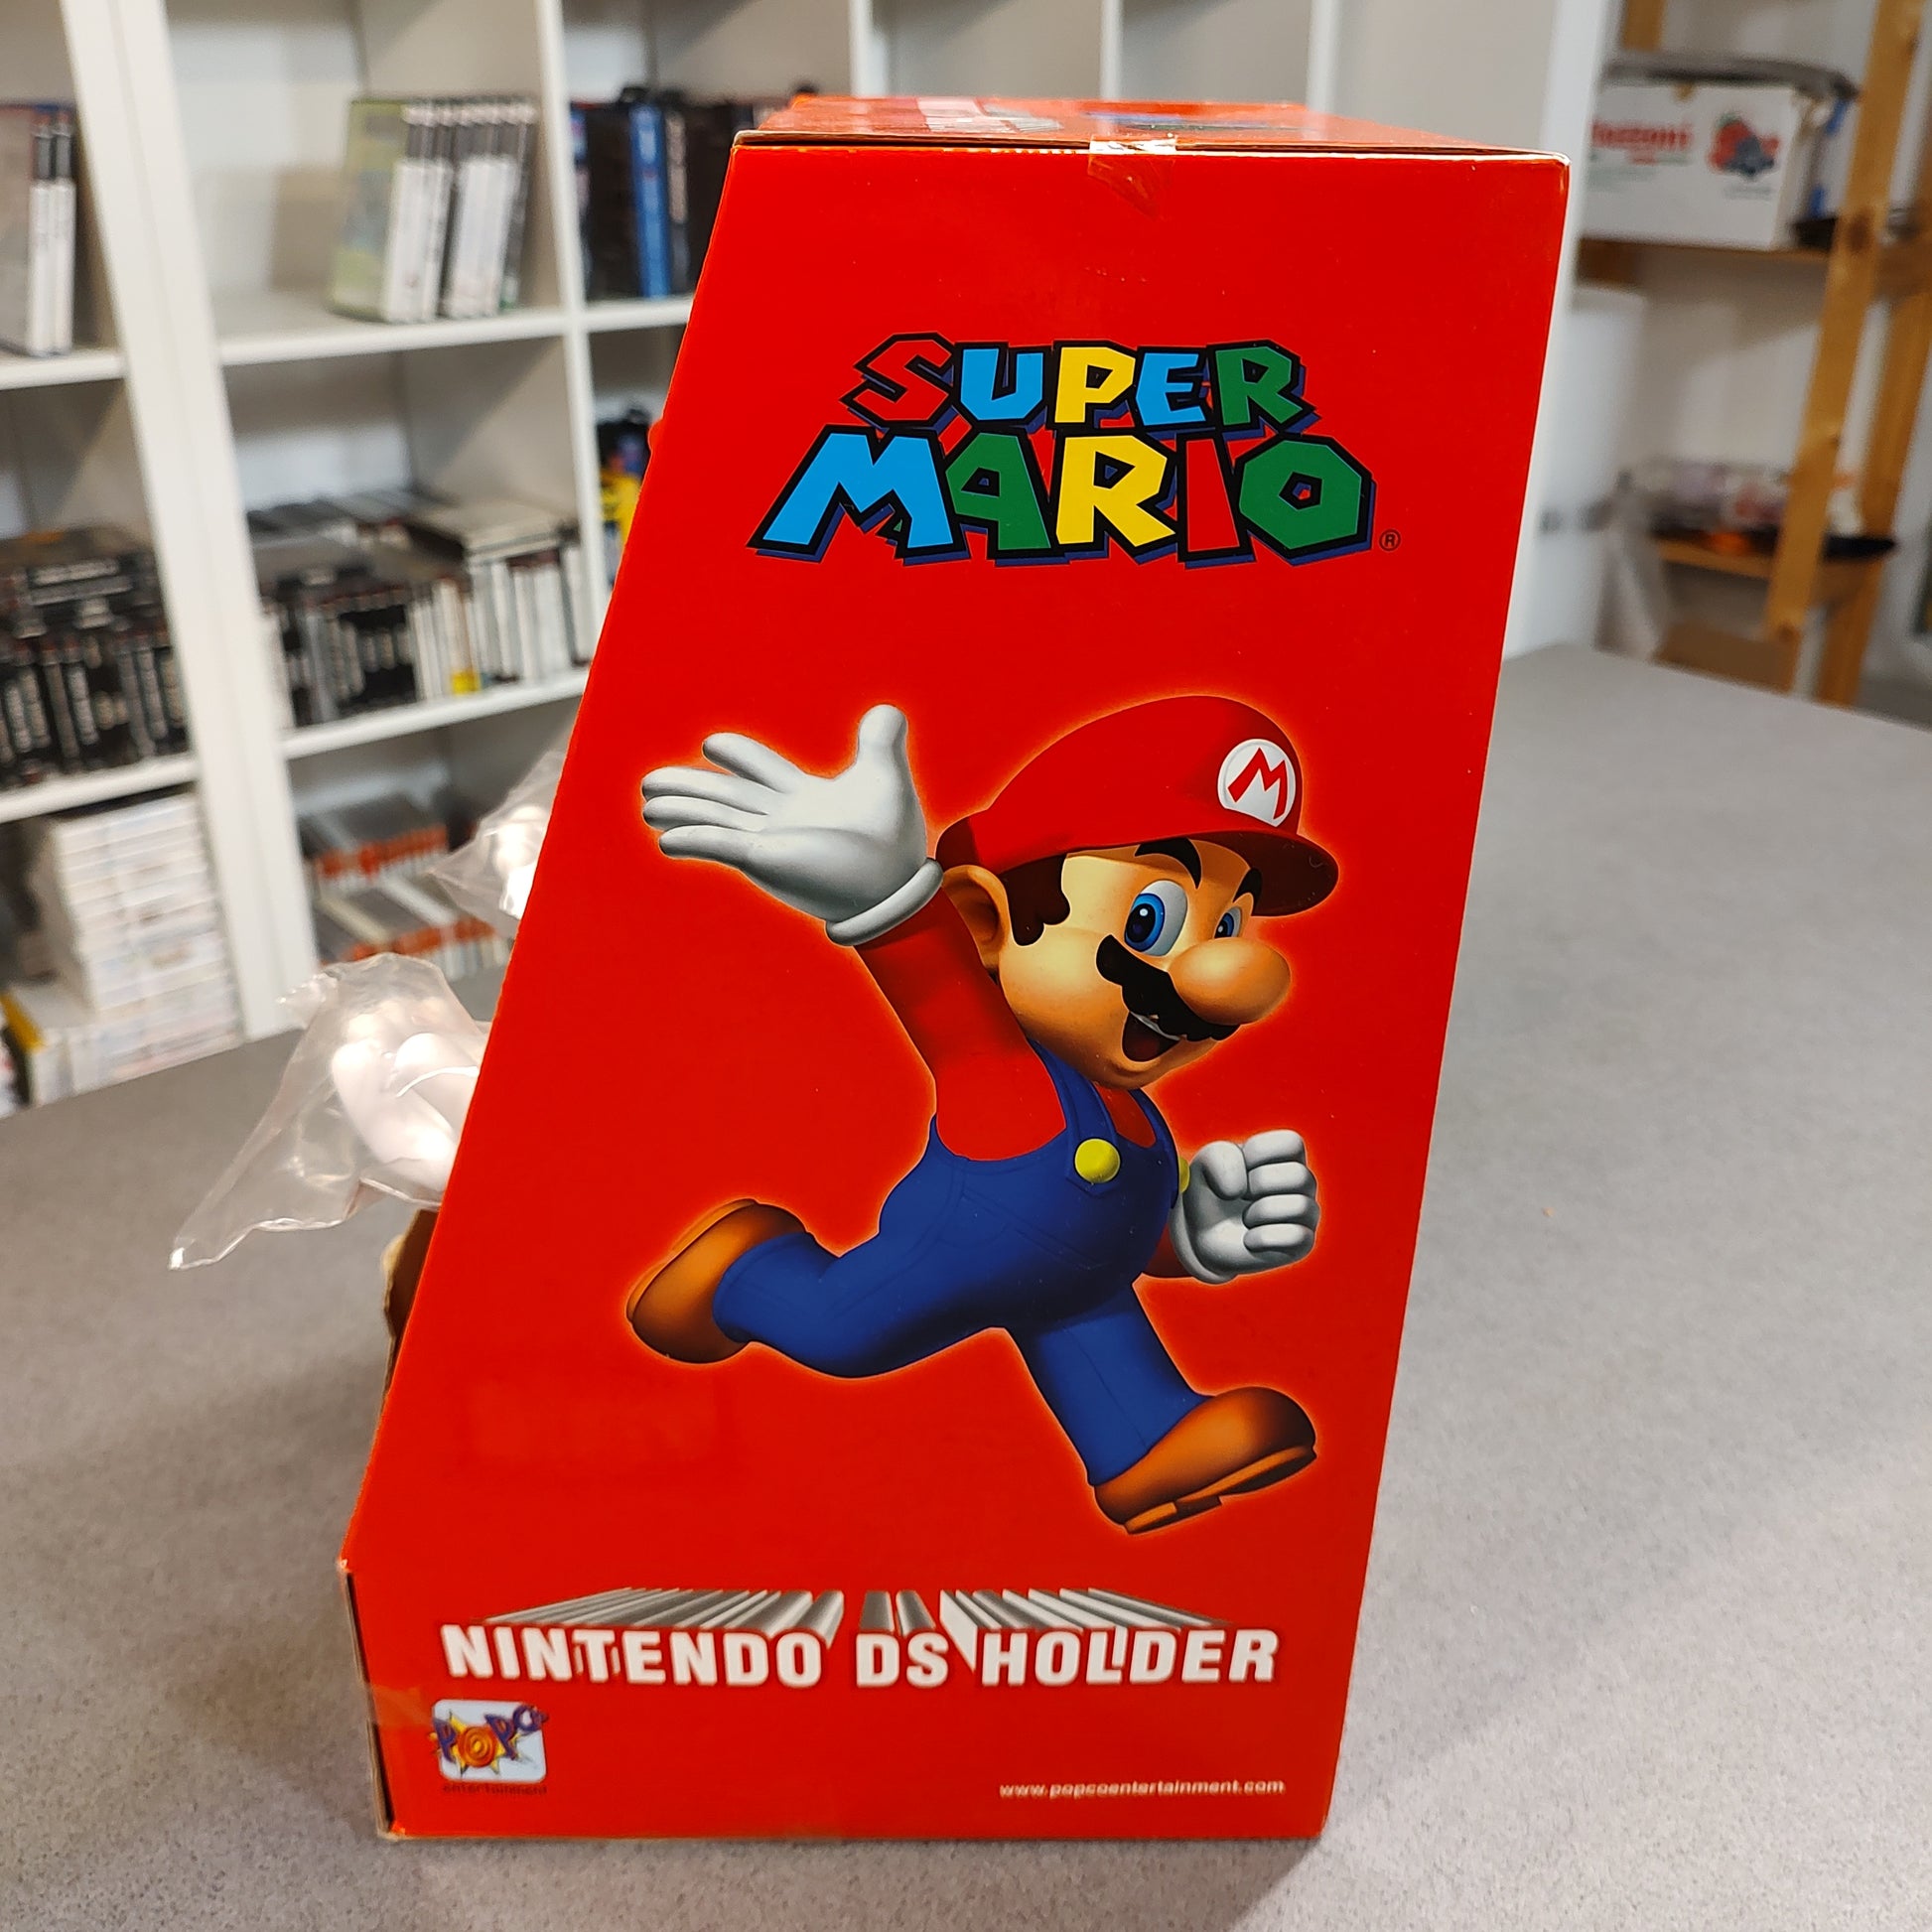 SUPER
MARIO
®
M
NINTENDO DS HOLDER
POPCO
entertainment
www.popcoentertainment.com